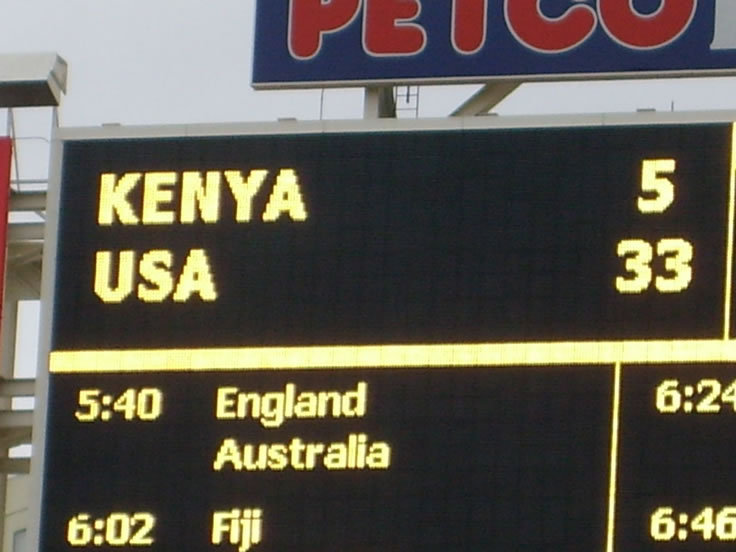 PETCO
KENYA 5
USA 33
5:40 England 6:24
Australia
6:02 Fiji 6:46